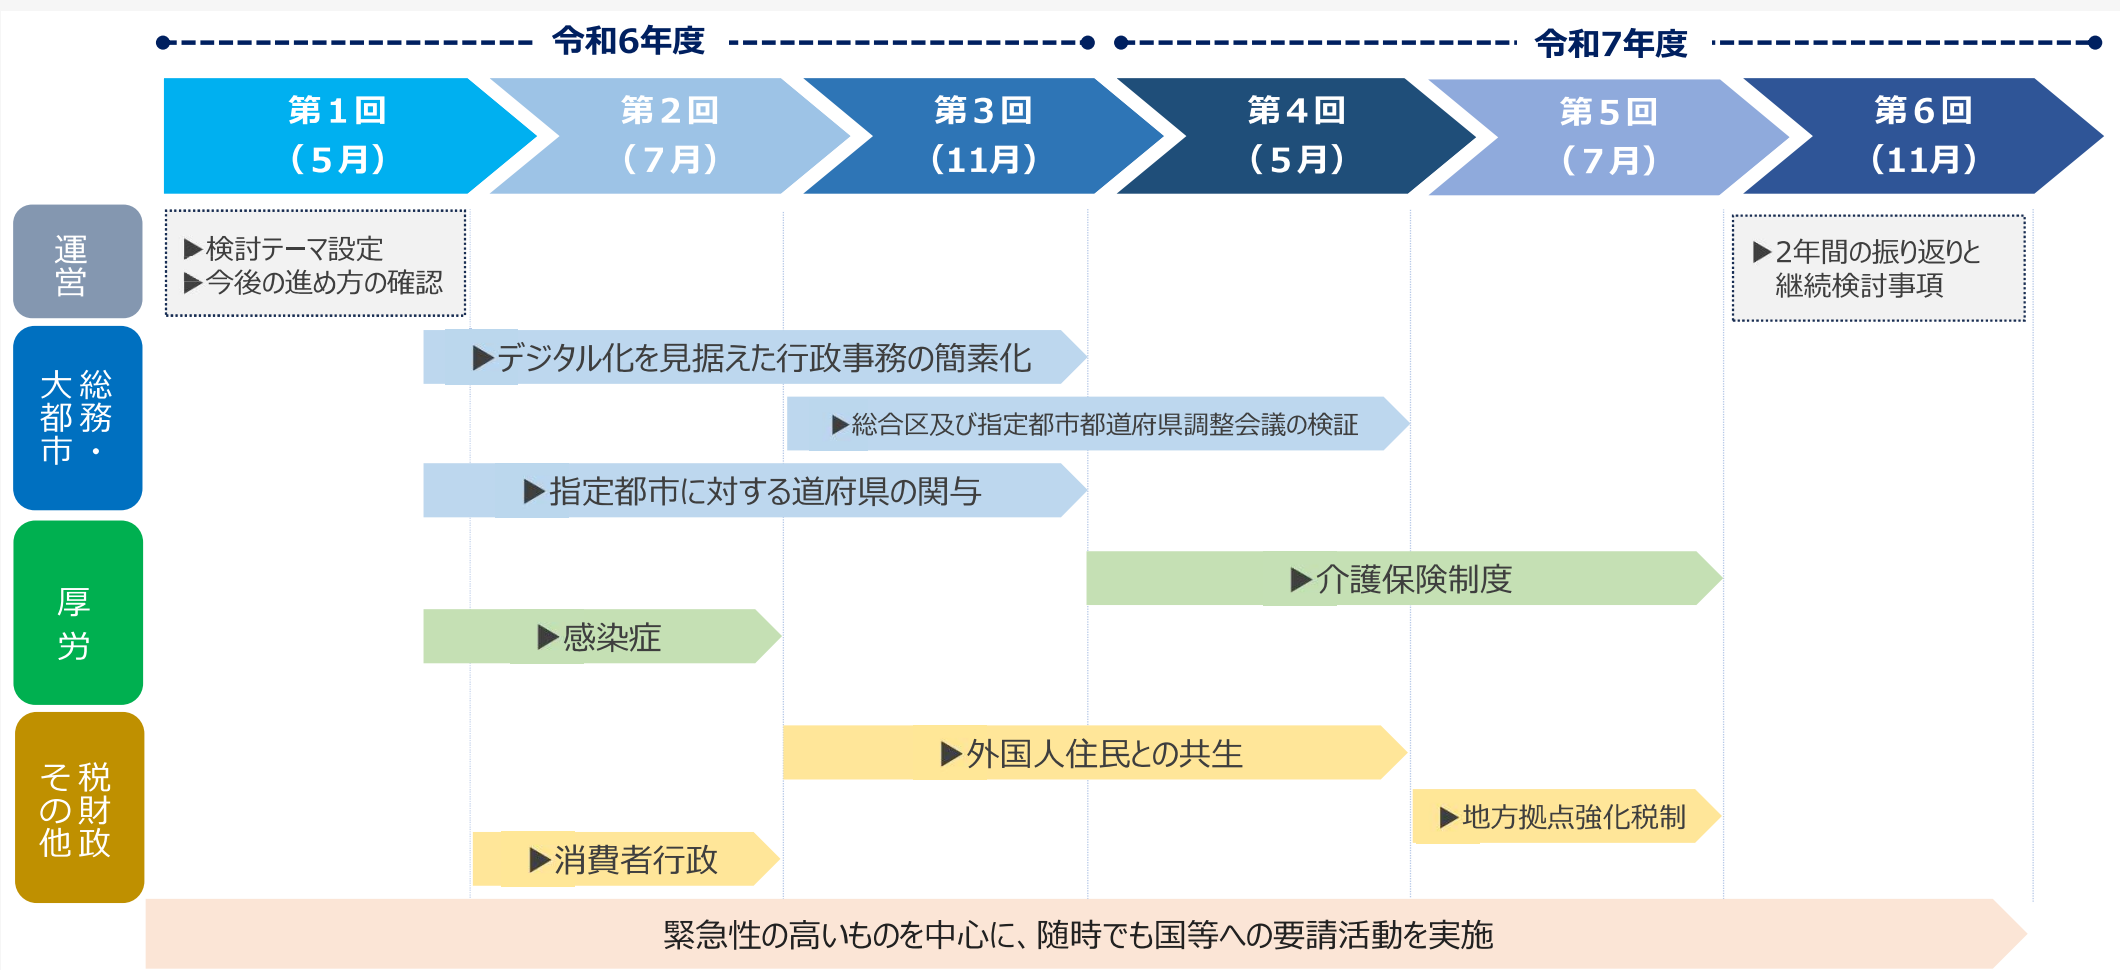 令和6年度
令和7年度
第１回
（５月）
第２回
（７月）
第３回
（11月）
第４回
（５月）
第５回
（７月）
第６回
（11月）
運営
▶検討テーマ設定
▶今後の進め方の確認
▶2年間の振り返りと
継続検討事項
総務・
大都市
▶デジタル化を見据えた行政事務の簡素化
▶総合区及び指定都市都道府県調整会議の検証
▶指定都市に対する道府県の関与
厚労
▶介護保険制度
▶感染症
税財政
その他
▶外国人住民との共生
▶地方拠点強化税制
▶消費者行政
緊急性の高いものを中心に、随時でも国等への要請活動を実施